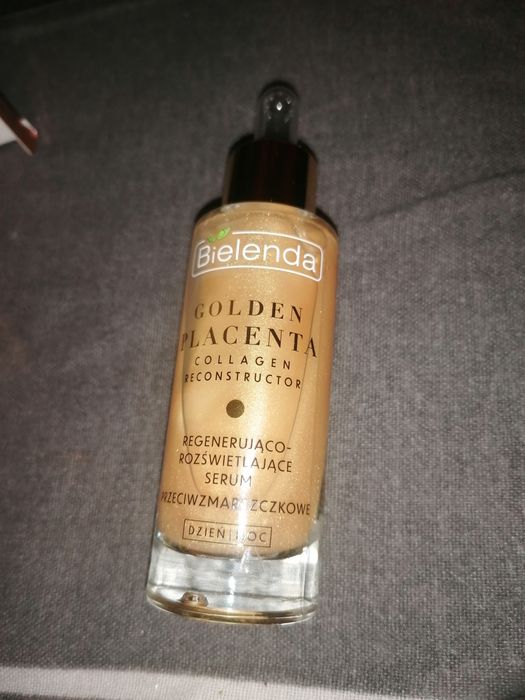 Bielenda
GOLDEN
PLACENTA
COLLAGEN
RECONSTRUCTOR
REGENERUJĄCO-
ROZŚWIETLAJĄCE
SERUM
PRZECIWZMARSZCZKOWE
DZIEŃ|NOC